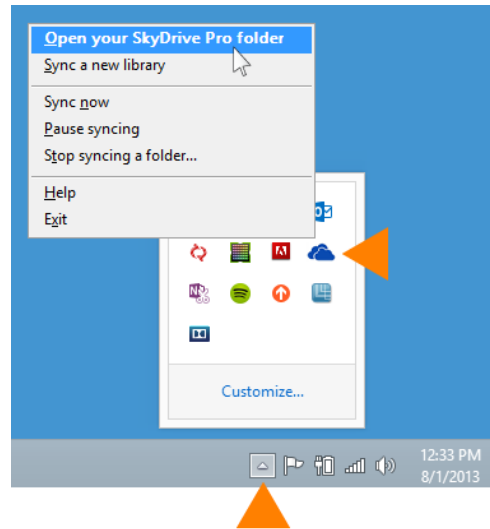 Open your SkyDrive Pro folder
Sync a new library
Sync now
Pause syncing
Stop syncing a folder...
Help
Exit
Customize...
12:33 PM
8/1/2013